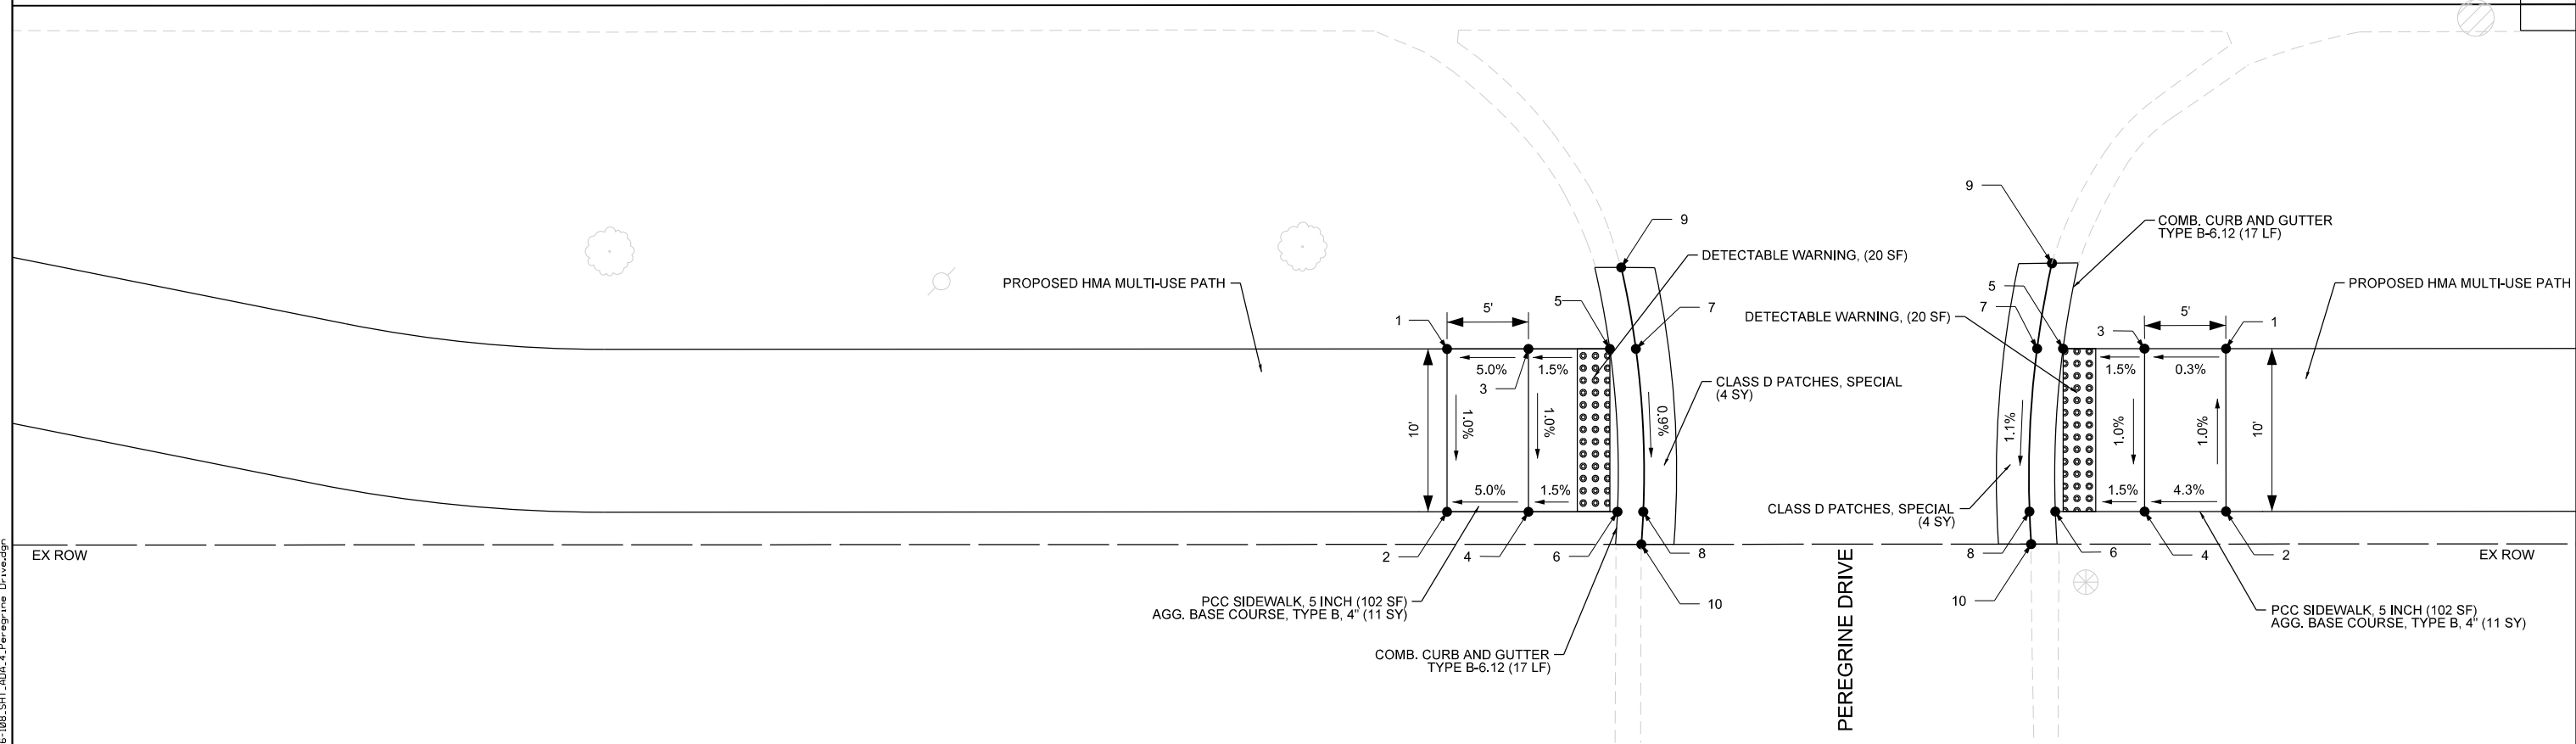 9
9
COMB. CURB AND GUTTER
TYPE B-6.12 (17 LF)
DETECTABLE WARNING, (20 SF)
PROPOSED HMA MULTI-USE PATH
PROPOSED HMA MULTI-USE PATH
1
5'
5
7
DETECTABLE WARNING, (20 SF)
5
7
3
5'
1
5.0%
1.5%
3
1.5%
0.3%
CLASS D PATCHES, SPECIAL
(4 SY)
10'
1.0%
1.0%
0.9%
1.1%
1.0%
1.0%
10'
5.0%
1.5%
1.5%
4.3%
CLASS D PATCHES, SPECIAL
(4 SY)
EX ROW
2
4
6
8
8
6
4
2
EX ROW
PCC SIDEWALK, 5 INCH (102 SF)
AGG. BASE COURSE, TYPE B, 4" (11 SY)
10
PEREGRINE DRIVE
10
PCC SIDEWALK, 5 INCH (102 SF)
AGG. BASE COURSE, TYPE B, 4" (11 SY)
COMB. CURB AND GUTTER
TYPE B-6.12 (17 LF)
6-108_SHT_ADA_4_Peregrine Drive.dgn